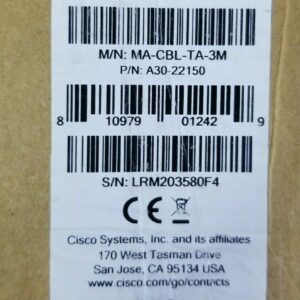 M/N: MA-CBL-TA-3M
P/N: A30-22150
8 10979 01242 9
S/N: LRM203580F4
CE
Cisco Systems, Inc. and its affiliates
170 West Tasman Drive
San Jose, CA 95134 USA
www.cisco.com/go/contacts